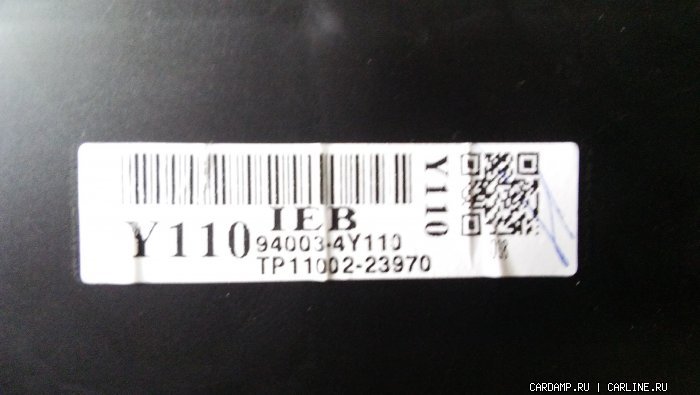 IEB
Y110
94003-4Y110
TP11002-23970
Y110
CARDAMP.RU | CARLINE.RU